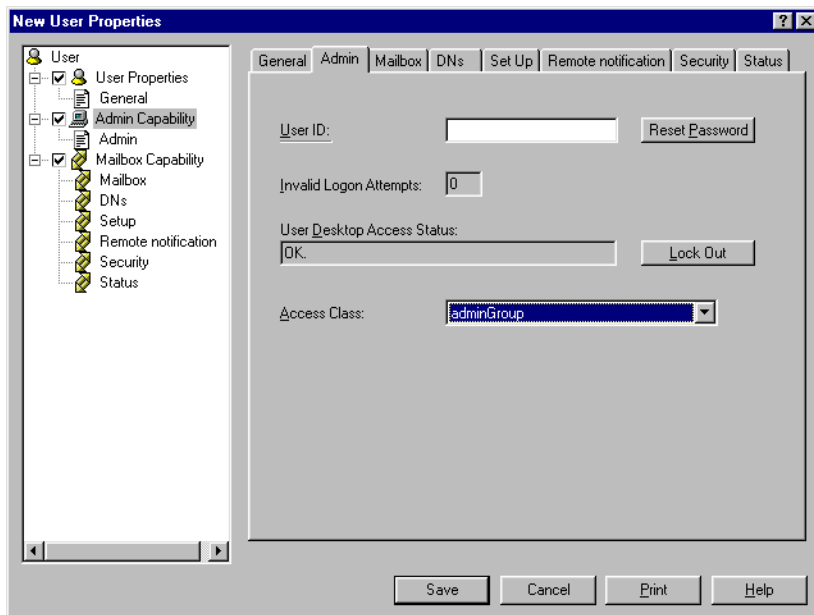 New User Properties
User
User Properties
General
Admin Capability
Admin
Mailbox Capability
Mailbox
DNs
Setup
Remote notification
Security
Status
General Admin Mailbox DNs Set Up Remote notification Security Status
User ID: Reset Password
Invalid Logon Attempts: 0
User Desktop Access Status:
OK. Lock Out
Access Class: adminGroup
Save Cancel Print Help